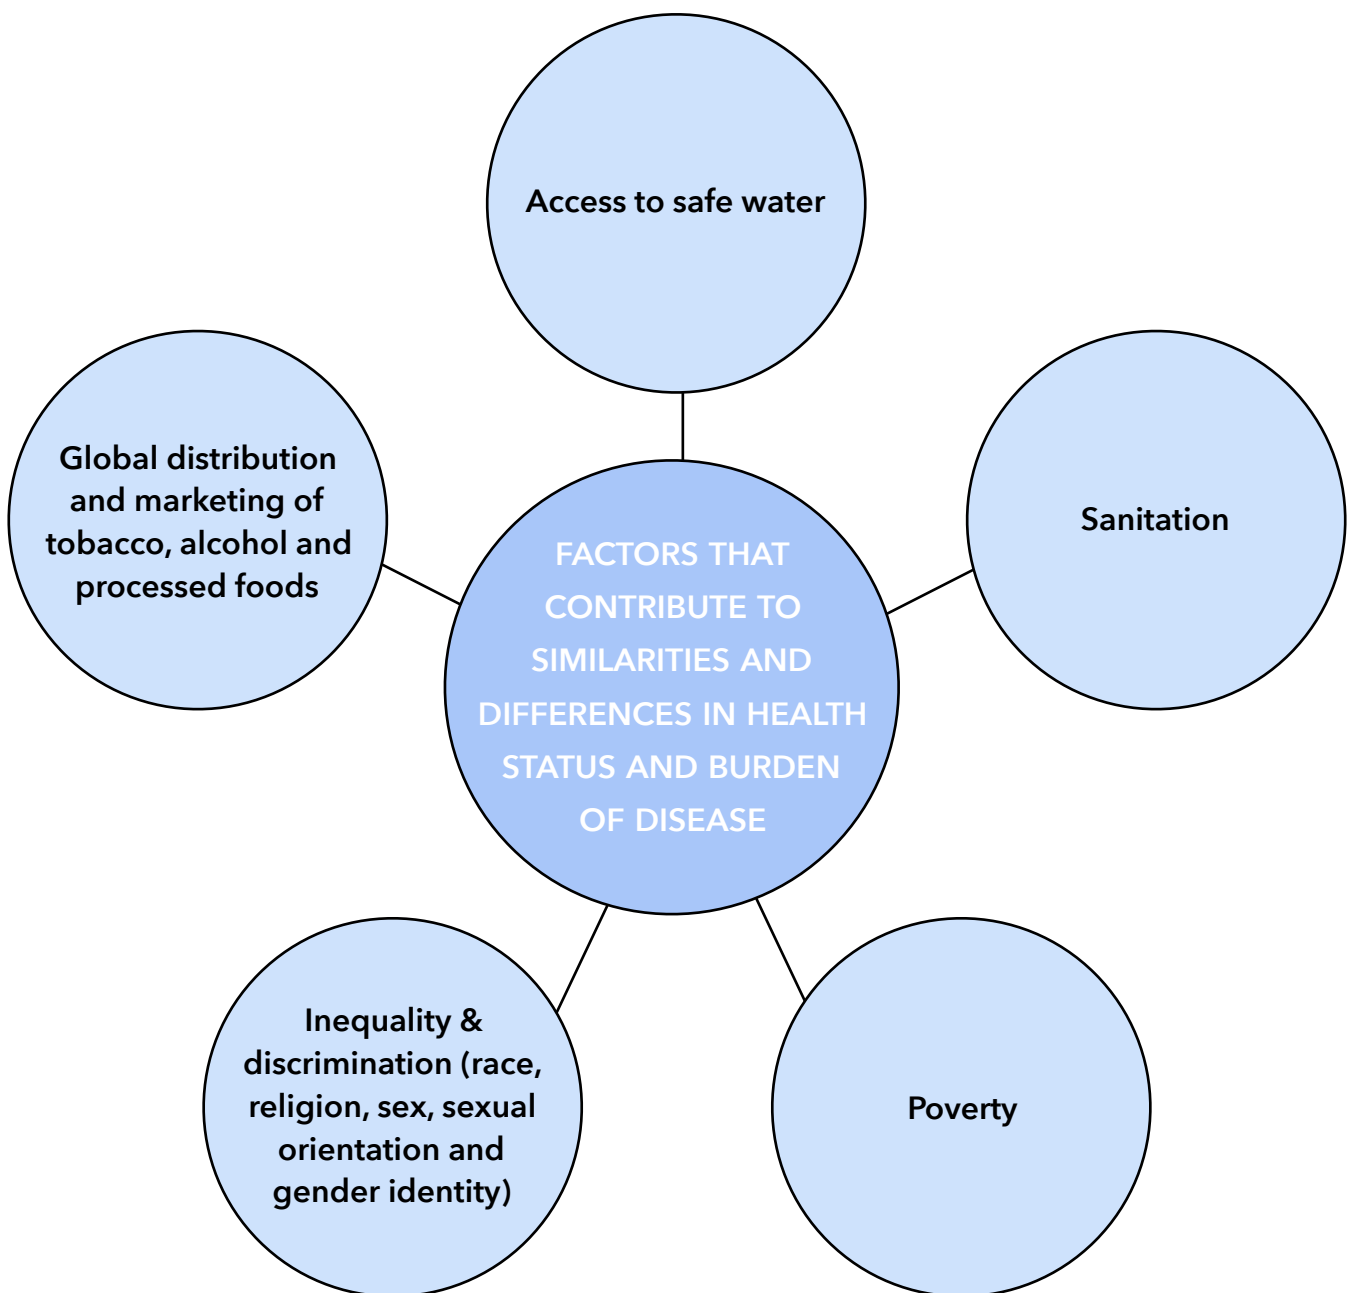 Access to safe water
Global distribution
and marketing of
tobacco, alcohol and
processed foods
Sanitation
FACTORS THAT
CONTRIBUTE TO
SIMILARITIES AND
DIFFERENCES IN HEALTH
STATUS AND BURDEN
OF DISEASE
Inequality &
discrimination (race,
religion, sex, sexual
orientation and
gender identity)
Poverty